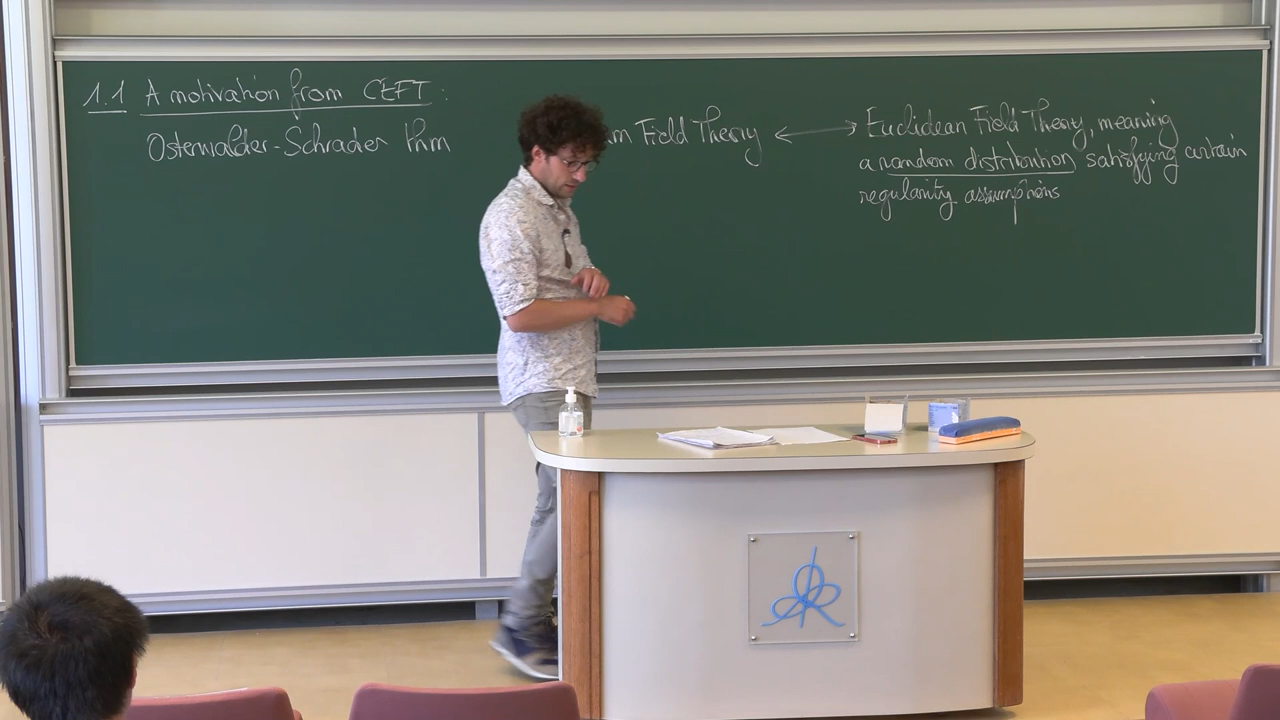 1.1 A motivation from CEFT:
Osterwalder-Schrader thm
Field Theory ⟷ Euclidean Field Theory, meaning
a random distribution satisfying certain
regularity assumptions